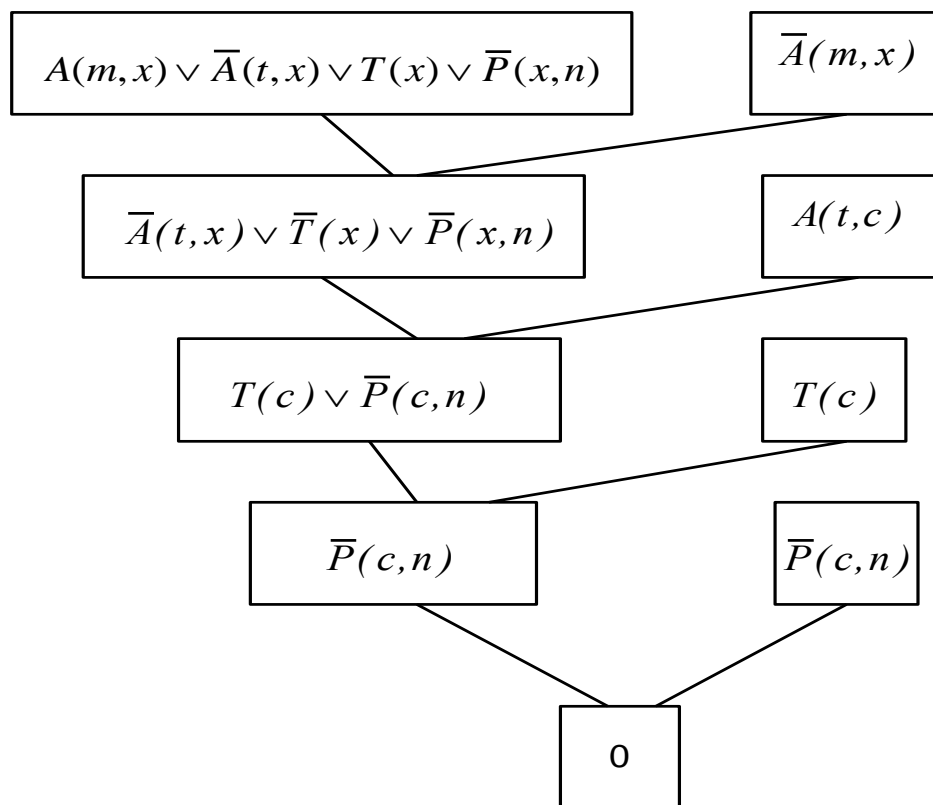 A(m,x) ∨ A̅(t,x) ∨ T(x) ∨ P̅(x,n)
A̅(m,x)
A̅(t,x) ∨ T̅(x) ∨ P̅(x,n)
A(t,c)
T(c) ∨ P̅(c,n)
T(c)
P̅(c,n)
P̅(c,n)
0